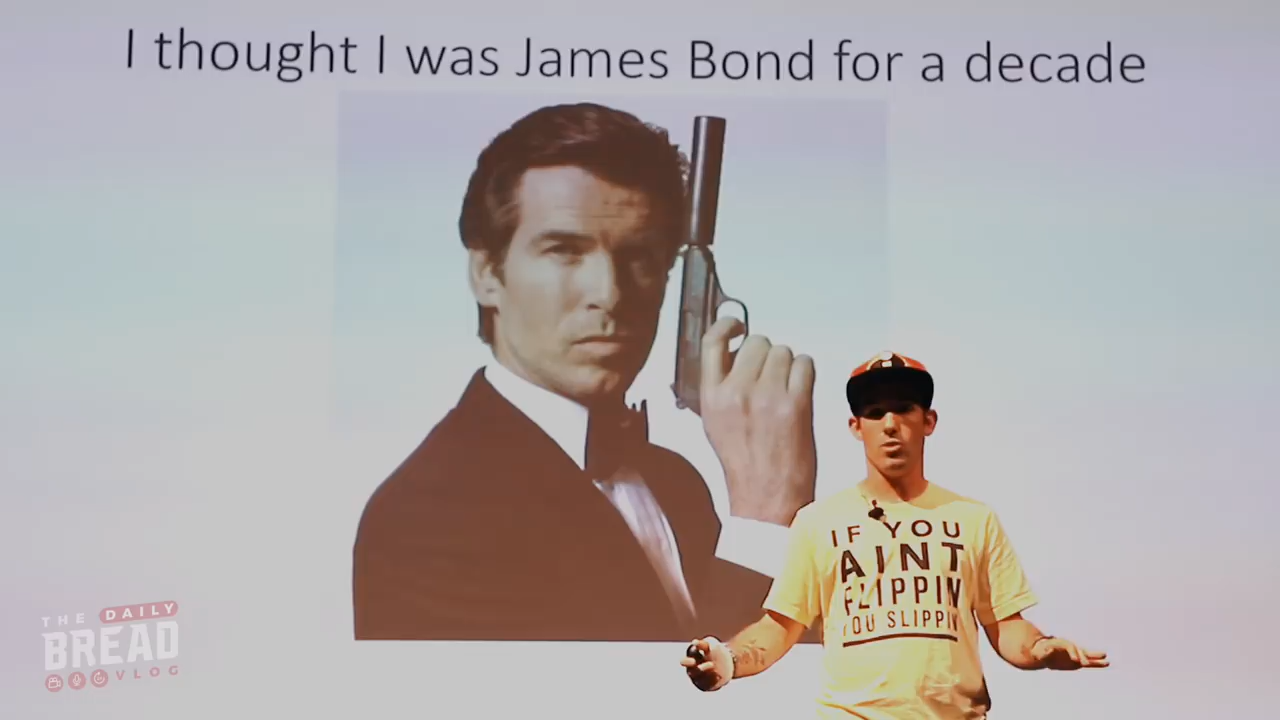 I thought I was James Bond for a decade
IF YOU
AINT
FLIPPIN
YOU SLIPPIN
THE DAILY
BREAD
VLOG